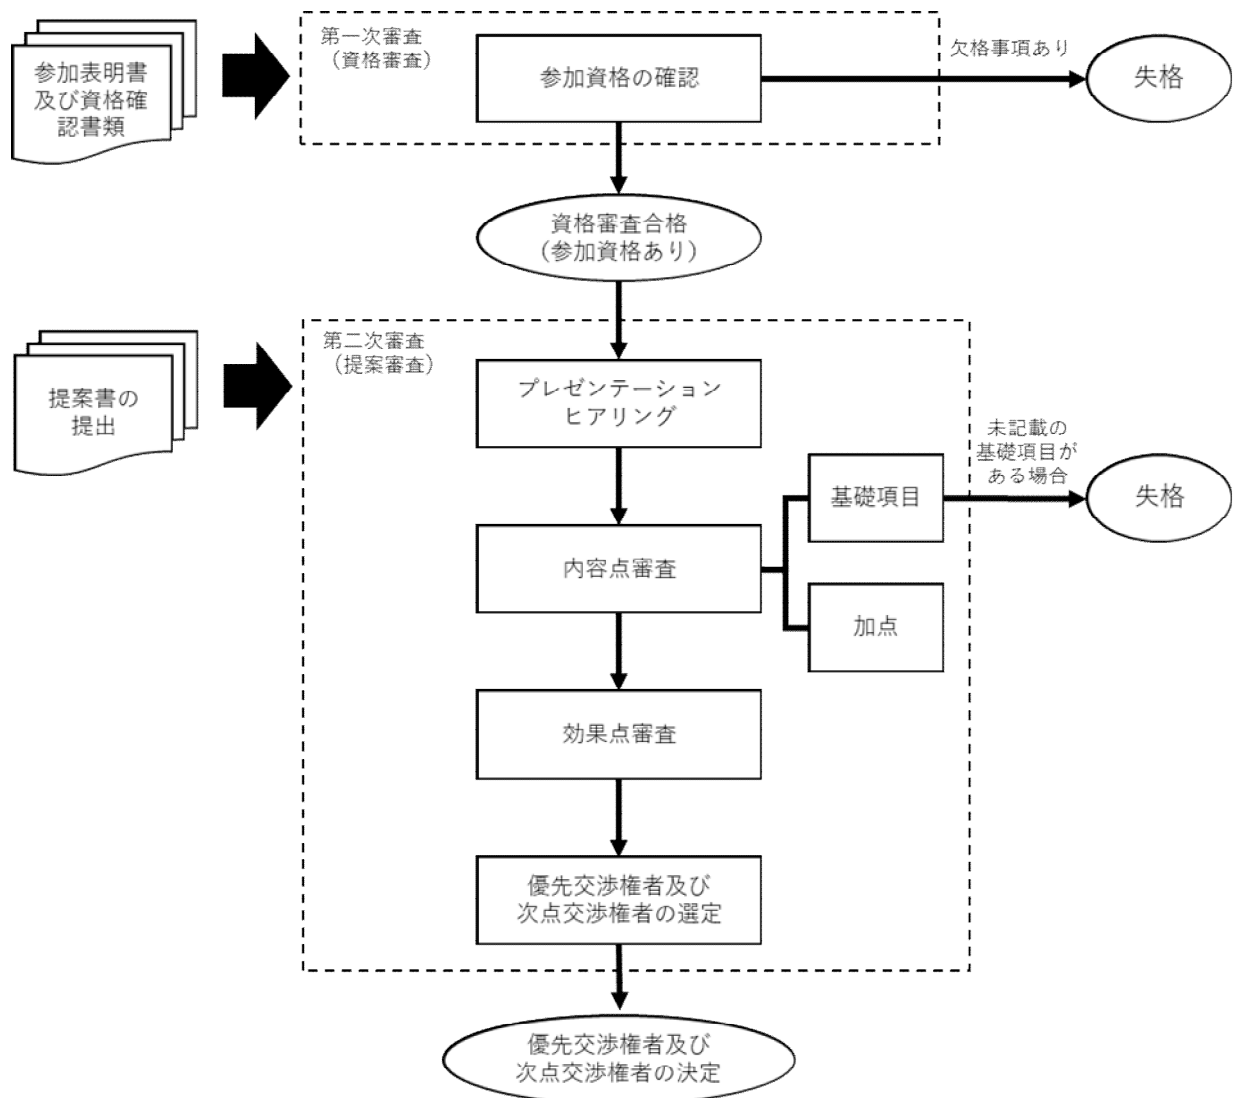 第一次審査
（資格審査）
参加表明書
及び資格確
認書類
参加資格の確認
欠格事項あり
失格
資格審査合格
（参加資格あり）
第二次審査
（提案審査）
提案書の
提出
プレゼンテーション
ヒアリング
未記載の
基礎項目が
ある場合
基礎項目
失格
内容点審査
加点
効果点審査
優先交渉権者及び
次点交渉権者の選定
優先交渉権者及び
次点交渉権者の決定